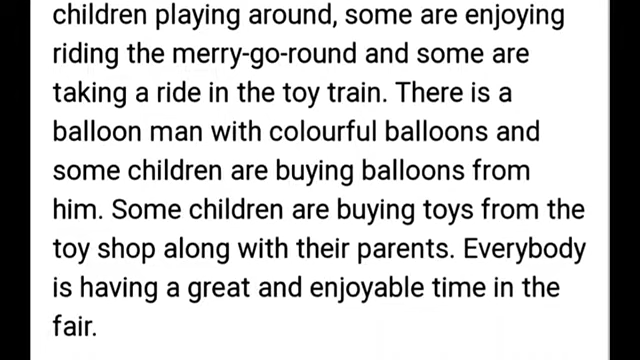 children playing around, some are enjoying
riding the merry-go-round and some are
taking a ride in the toy train. There is a
balloon man with colourful balloons and
some children are buying balloons from
him. Some children are buying toys from the
toy shop along with their parents. Everybody
is having a great and enjoyable time in the
fair.